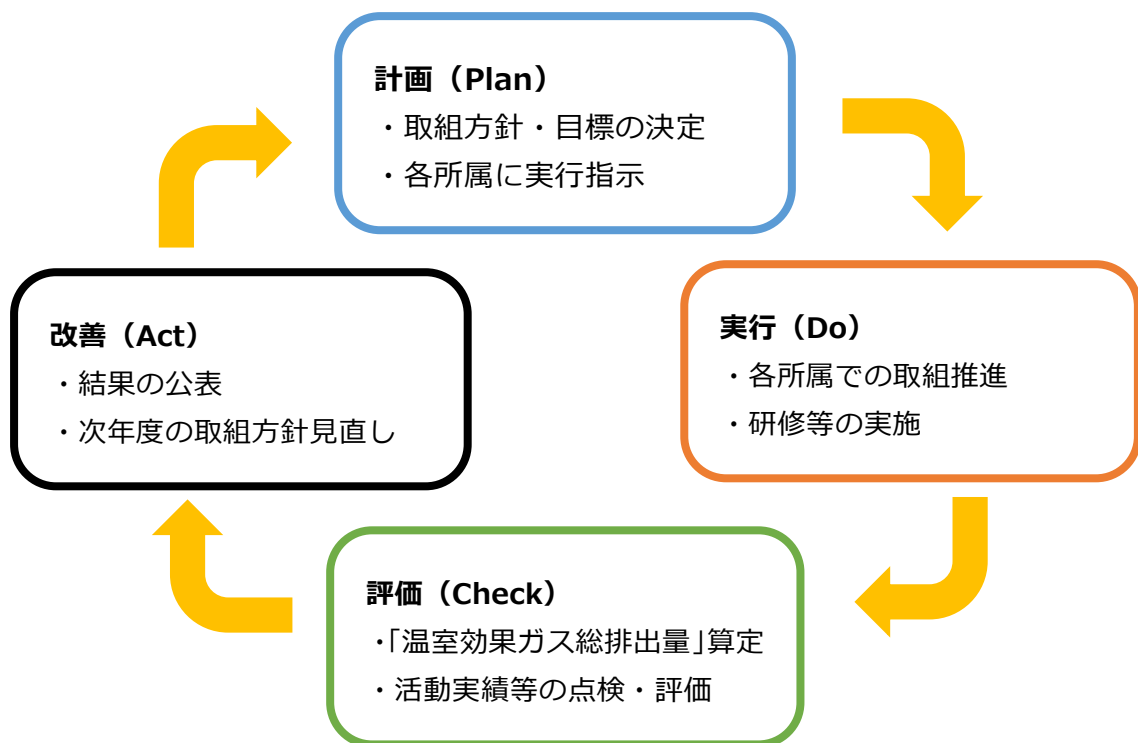 計画（Plan）
・取組方針・目標の決定
・各所属に実行指示
実行（Do）
・各所属での取組推進
・研修等の実施
評価（Check）
・「温室効果ガス総排出量」算定
・活動実績等の点検・評価
改善（Act）
・結果の公表
・次年度の取組方針見直し